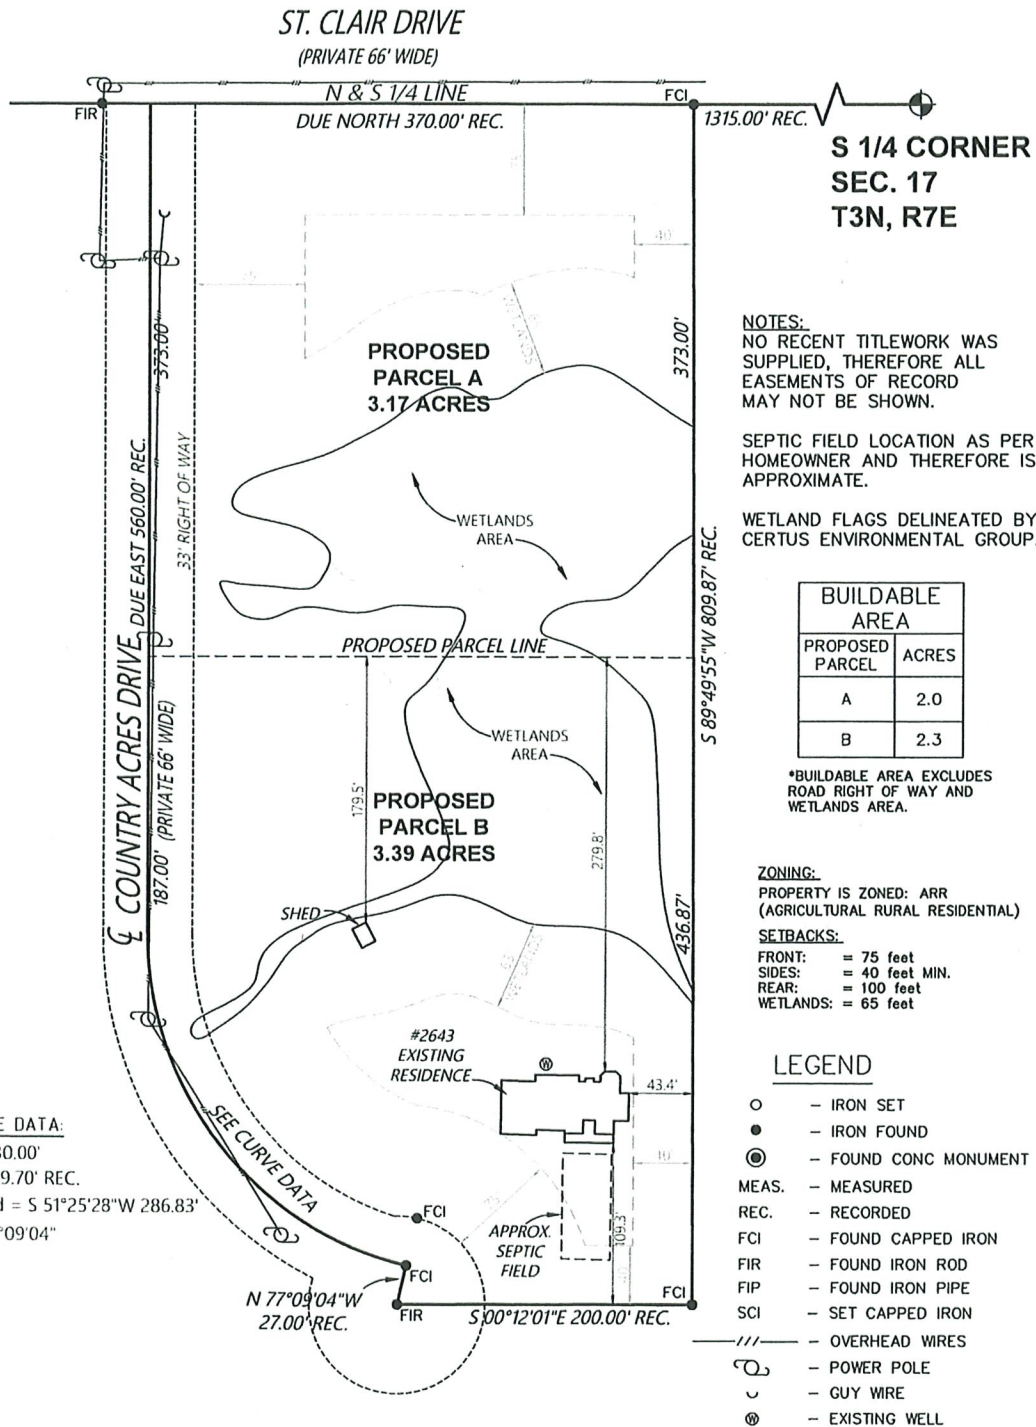 ST. CLAIR DRIVE
(PRIVATE 66' WIDE)
N & S 1/4 LINE
FIR
FCI
DUE NORTH 370.00' REC.
1315.00' REC.
S 1/4 CORNER
SEC. 17
T3N, R7E
75
40'
75
373.00'
373.00'
65
WETLANDS
PROPOSED
PARCEL A
3.17 ACRES
NOTES:
NO RECENT TITLEWORK WAS
SUPPLIED, THEREFORE ALL
EASEMENTS OF RECORD
MAY NOT BE SHOWN.
SEPTIC FIELD LOCATION AS PER
HOMEOWNER AND THEREFORE IS
APPROXIMATE.
WETLAND FLAGS DELINEATED BY
CERTUS ENVIRONMENTAL GROUP.
DUE EAST 560.00' REC.
33' RIGHT OF WAY
WETLANDS
AREA
S 89°49'55"W 809.87' REC.
BUILDABLE
AREA
PROPOSED
PARCEL
ACRES
A 2.0
B 2.3
*BUILDABLE AREA EXCLUDES
ROAD RIGHT OF WAY AND
WETLANDS AREA.
PROPOSED PARCEL LINE
℄ COUNTRY ACRES DRIVE
187.00' (PRIVATE 66' WIDE)
WETLANDS
AREA
179.5'
279.8'
PROPOSED
PARCEL B
3.39 ACRES
436.87'
SHED
ZONING:
PROPERTY IS ZONED: ARR
(AGRICULTURAL RURAL RESIDENTIAL)
SETBACKS:
FRONT: = 75 feet
SIDES: = 40 feet MIN.
REAR: = 100 feet
WETLANDS: = 65 feet
WETLANDS
#2643
EXISTING
RESIDENCE
W
43.4'
E DATA:
30.00'
9.70' REC.
d = S 51°25'28"W 286.83'
°09'04"
SEE CURVE DATA
FCI
APPROX.
SEPTIC
FIELD
75
109.3'
40
FCI
N 77°09'04"W
27.00' REC.
FIR
S 00°12'01"E 200.00' REC.
FCI
LEGEND
– IRON SET
– IRON FOUND
– FOUND CONC MONUMENT
MEAS. – MEASURED
REC. – RECORDED
FCI – FOUND CAPPED IRON
FIR – FOUND IRON ROD
FIP – FOUND IRON PIPE
SCI – SET CAPPED IRON
– OVERHEAD WIRES
– POWER POLE
– GUY WIRE
W – EXISTING WELL